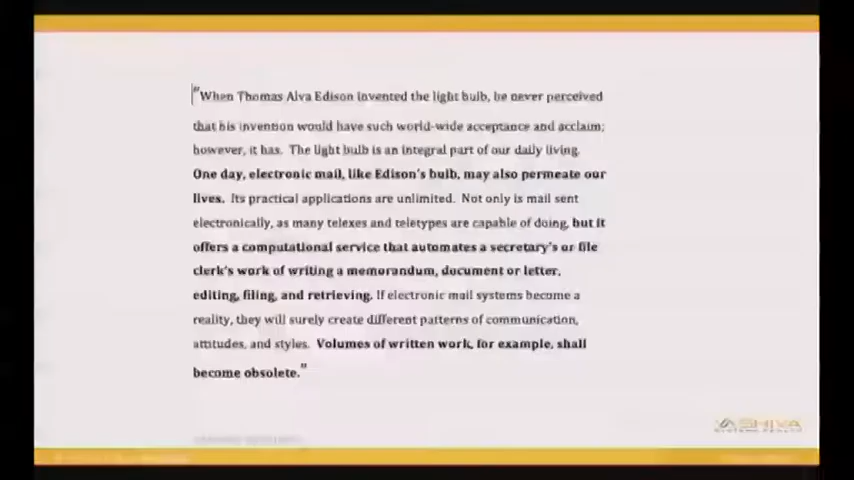 "When Thomas Alva Edison invented the light bulb, he never perceived
that his invention would have such world-wide acceptance and acclaim;
however, it has. The light bulb is an integral part of our daily living.
One day, electronic mail, like Edison's bulb, may also permeate our
lives. Its practical applications are unlimited. Not only is mail sent
electronically, as many telexes and teletypes are capable of doing, but it
offers a computational service that automates a secretary's or file
clerk's work of writing a memorandum, document or letter,
editing, filing, and retrieving. If electronic mail systems become a
reality, they will surely create different patterns of communication,
attitudes, and styles. Volumes of written work, for example, shall
become obsolete."
VASHIVA